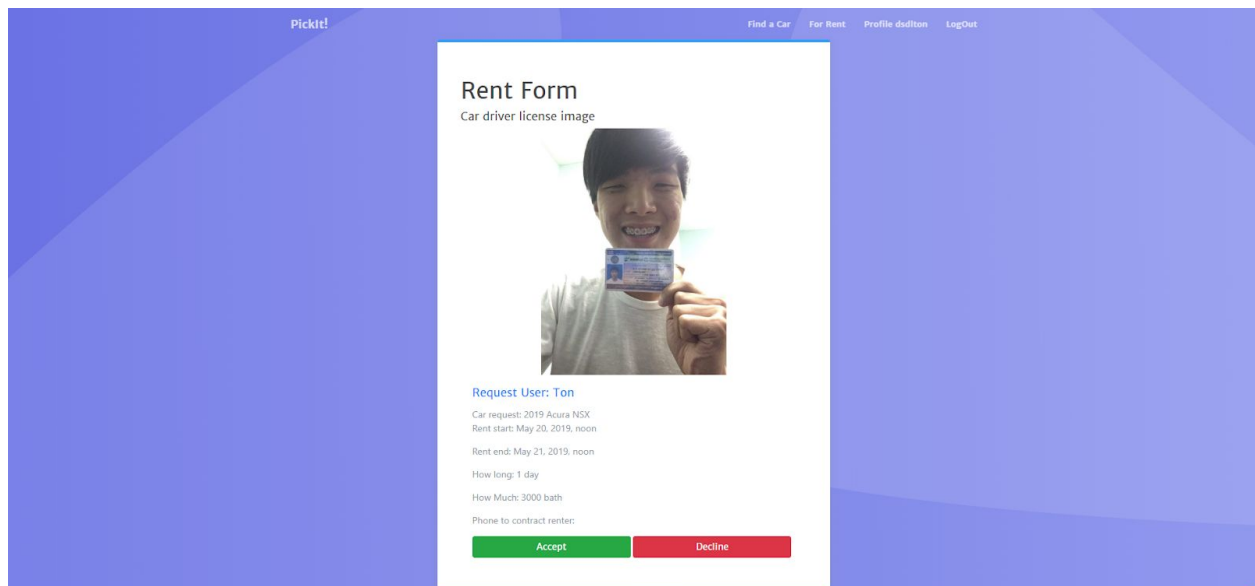 PickIt!
Find a Car For Rent Profile dsdlton LogOut
Rent Form
Car driver license image
Request User: Ton
Car request: 2019 Acura NSX
Rent start: May 20, 2019, noon
Rent end: May 21, 2019, noon
How long: 1 day
How Much: 3000 bath
Phone to contract renter:
Accept Decline